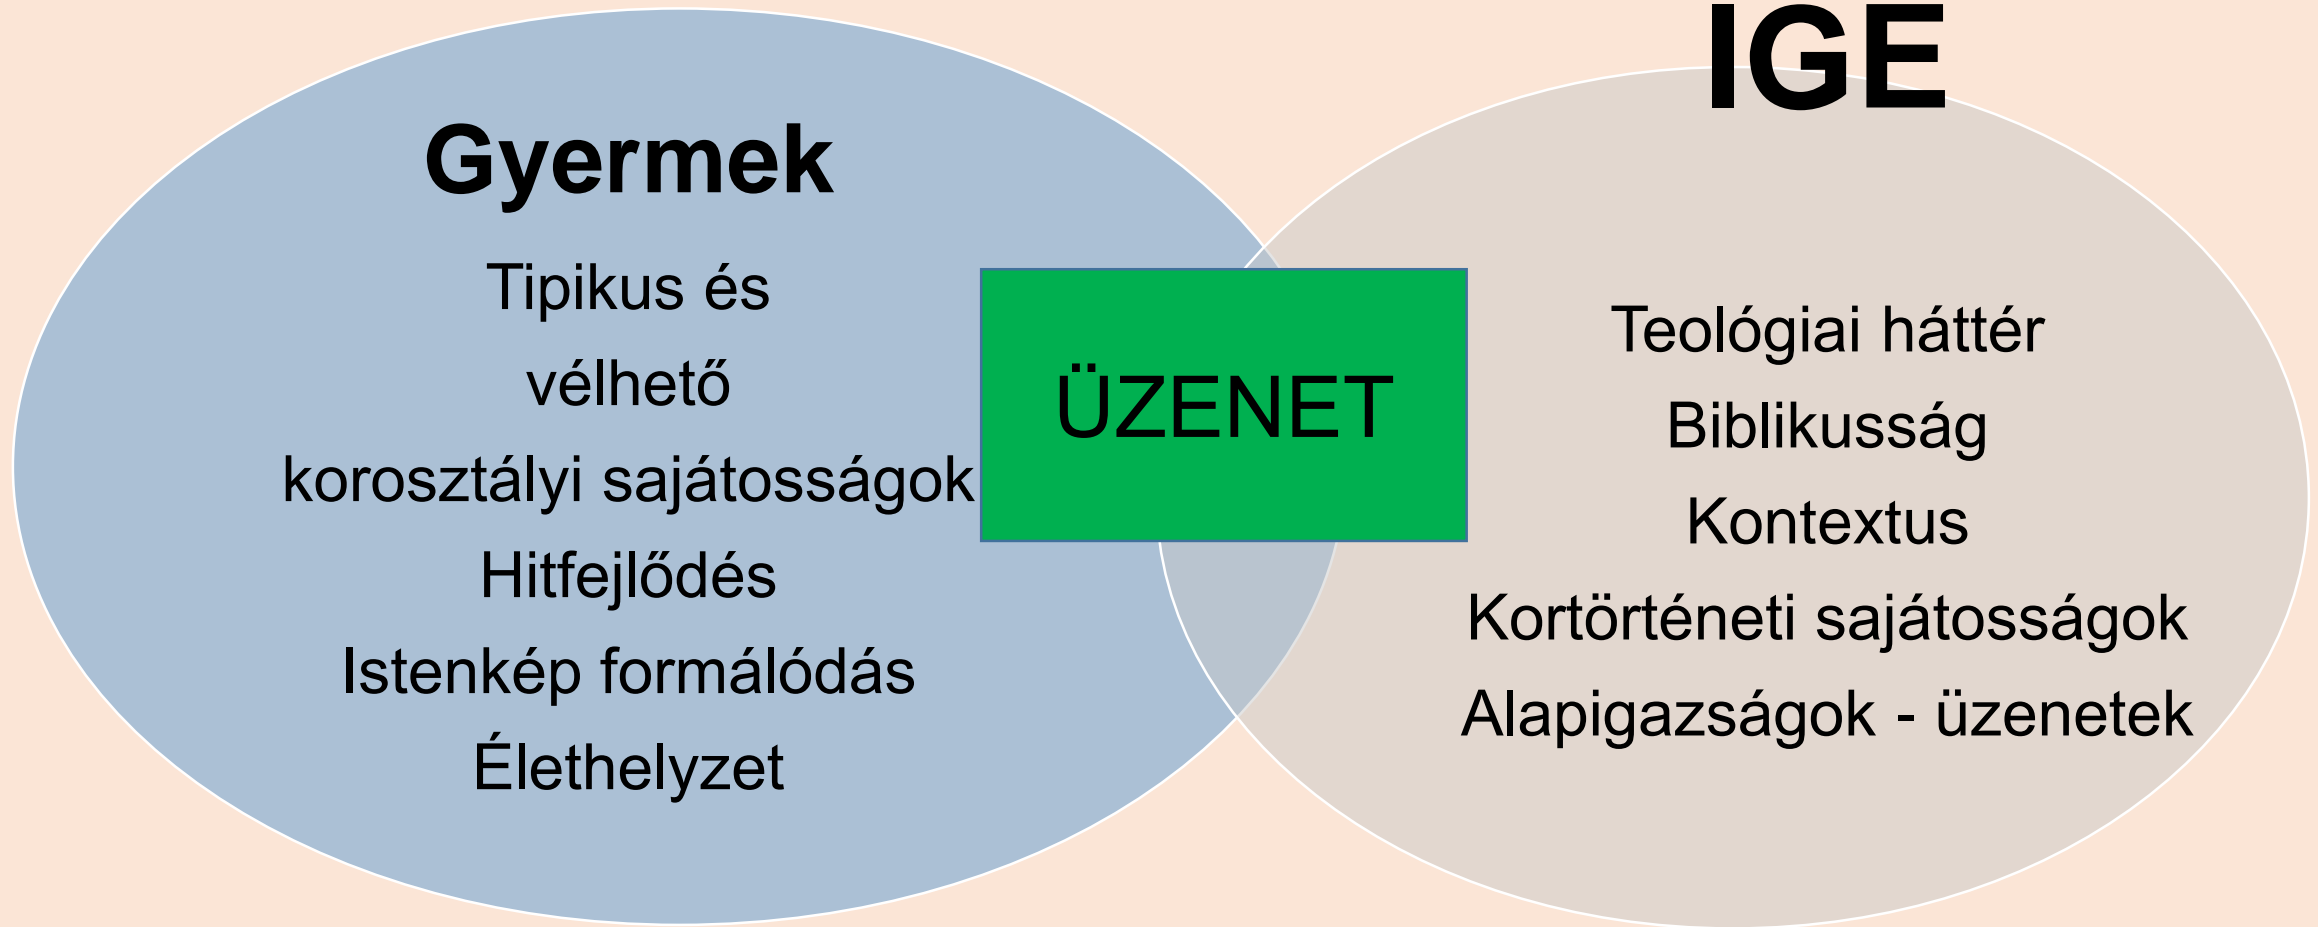 Gyermek
Tipikus és
vélhető
korosztályi sajátosságok
Hitfejlődés
Istenkép formálódás
Élethelyzet
ÜZENET
IGE
Teológiai háttér
Biblikusság
Kontextus
Kortörténeti sajátosságok
Alapigazságok - üzenetek